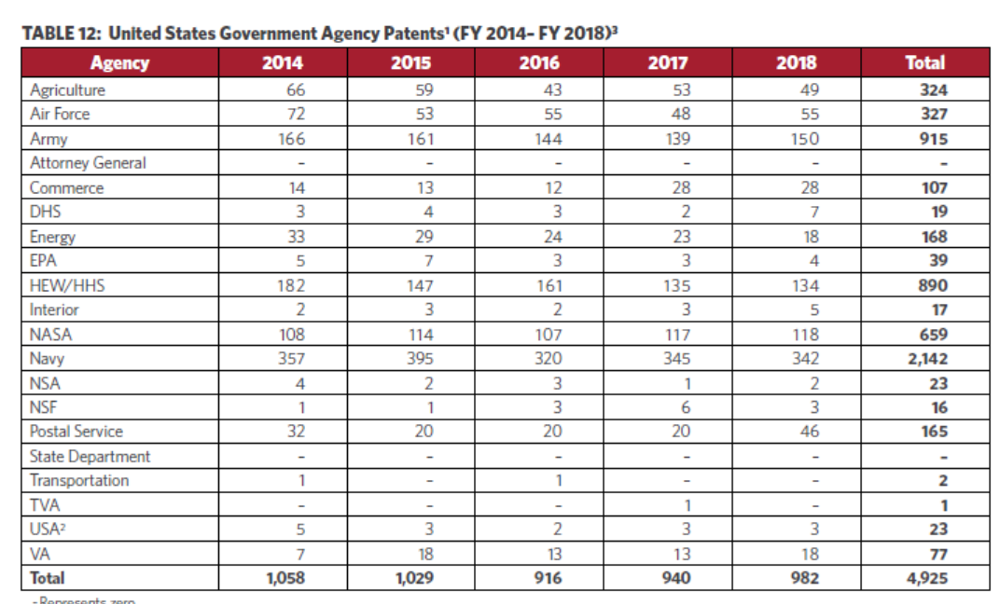 TABLE 12: United States Government Agency Patents¹ (FY 2014– FY 2018)³
Agency 2014 2015 2016 2017 2018 Total
Agriculture 66 59 43 53 49 324
Air Force 72 53 55 48 55 327
Army 166 161 144 139 150 915
Attorney General - - - - - -
Commerce 14 13 12 28 28 107
DHS 3 4 3 2 7 19
Energy 33 29 24 23 18 168
EPA 5 7 3 3 4 39
HEW/HHS 182 147 161 135 134 890
Interior 2 3 2 3 5 17
NASA 108 114 107 117 118 659
Navy 357 395 320 345 342 2,142
NSA 4 2 3 1 2 23
NSF 1 1 3 6 3 16
Postal Service 32 20 20 20 46 165
State Department - - - - - -
Transportation 1 - 1 - - 2
TVA - - - 1 - 1
USA² 5 3 2 3 3 23
VA 7 18 13 13 18 77
Total 1,058 1,029 916 940 982 4,925
- Represents zero